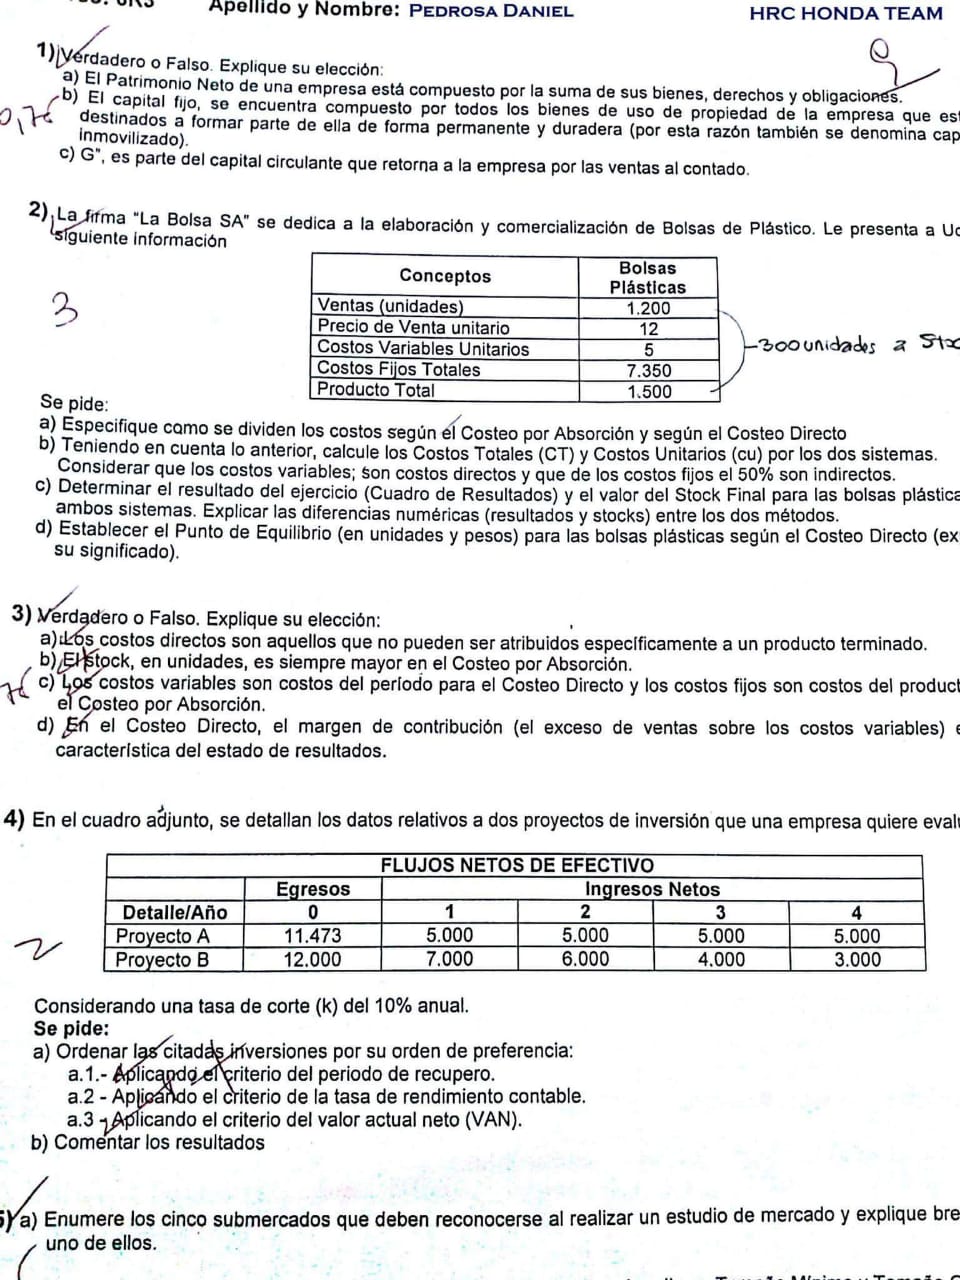 Apellido y Nombre: PEDROSA DANIEL HRC HONDA TEAM
9
1) Verdadero o Falso. Explique su elección:
a) El Patrimonio Neto de una empresa está compuesto por la suma de sus bienes, derechos y obligaciones.
b) El capital fijo, se encuentra compuesto por todos los bienes de uso de propiedad de la empresa que est
0,75
destinados a formar parte de ella de forma permanente y duradera (por esta razón también se denomina cap
inmovilizado).
c) G", es parte del capital circulante que retorna a la empresa por las ventas al contado.
2) La firma “La Bolsa SA” se dedica a la elaboración y comercialización de Bolsas de Plástico. Le presenta a Ud
siguiente información
3
Conceptos Bolsas Plásticas
Ventas (unidades) 1.200
Precio de Venta unitario 12
Costos Variables Unitarios 5
Costos Fijos Totales 7.350
Producto Total 1.500
300 unidades a Stoc
Se pide:
a) Especifique como se dividen los costos según el Costeo por Absorción y según el Costeo Directo
b) Teniendo en cuenta lo anterior, calcule los Costos Totales (CT) y Costos Unitarios (cu) por los dos sistemas.
Considerar que los costos variables; son costos directos y que de los costos fijos el 50% son indirectos.
c) Determinar el resultado del ejercicio (Cuadro de Resultados) y el valor del Stock Final para las bolsas plástica
ambos sistemas. Explicar las diferencias numéricas (resultados y stocks) entre los dos métodos.
d) Establecer el Punto de Equilibrio (en unidades y pesos) para las bolsas plásticas según el Costeo Directo (ex
su significado).
3) Verdadero o Falso. Explique su elección:
a) Los costos directos son aquellos que no pueden ser atribuidos específicamente a un producto terminado.
b) El stock, en unidades, es siempre mayor en el Costeo por Absorción.
c) Los costos variables son costos del período para el Costeo Directo y los costos fijos son costos del product
el Costeo por Absorción.
d) En el Costeo Directo, el margen de contribución (el exceso de ventas sobre los costos variables) e
característica del estado de resultados.
4) En el cuadro adjunto, se detallan los datos relativos a dos proyectos de inversión que una empresa quiere evalu
FLUJOS NETOS DE EFECTIVO
Egresos Ingresos Netos
Detalle/Año 0 1 2 3 4
Proyecto A 11.473 5.000 5.000 5.000 5.000
Proyecto B 12.000 7.000 6.000 4.000 3.000
2
Considerando una tasa de corte (k) del 10% anual.
Se pide:
a) Ordenar las citadas inversiones por su orden de preferencia:
a.1.- Aplicando el criterio del periodo de recupero.
a.2 - Aplicando el criterio de la tasa de rendimiento contable.
a.3 - Aplicando el criterio del valor actual neto (VAN).
b) Comentar los resultados
5) a) Enumere los cinco submercados que deben reconocerse al realizar un estudio de mercado y explique bre
uno de ellos.